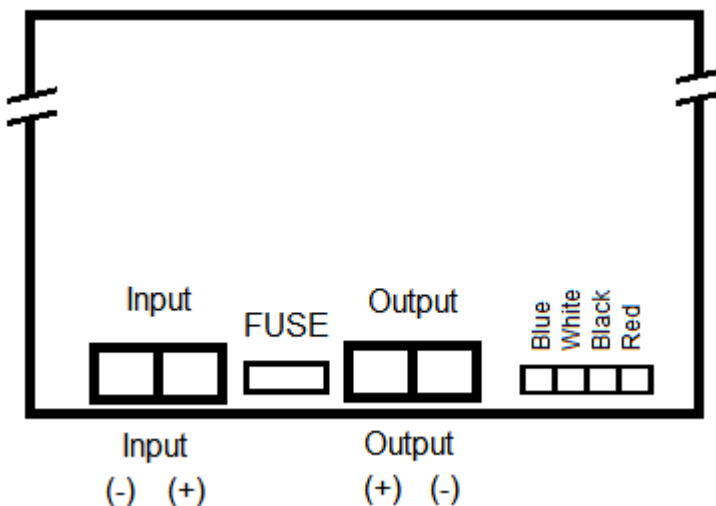 Input
FUSE
Output
Blue
White
Black
Red
Input
(-) (+)
Output
(+) (-)